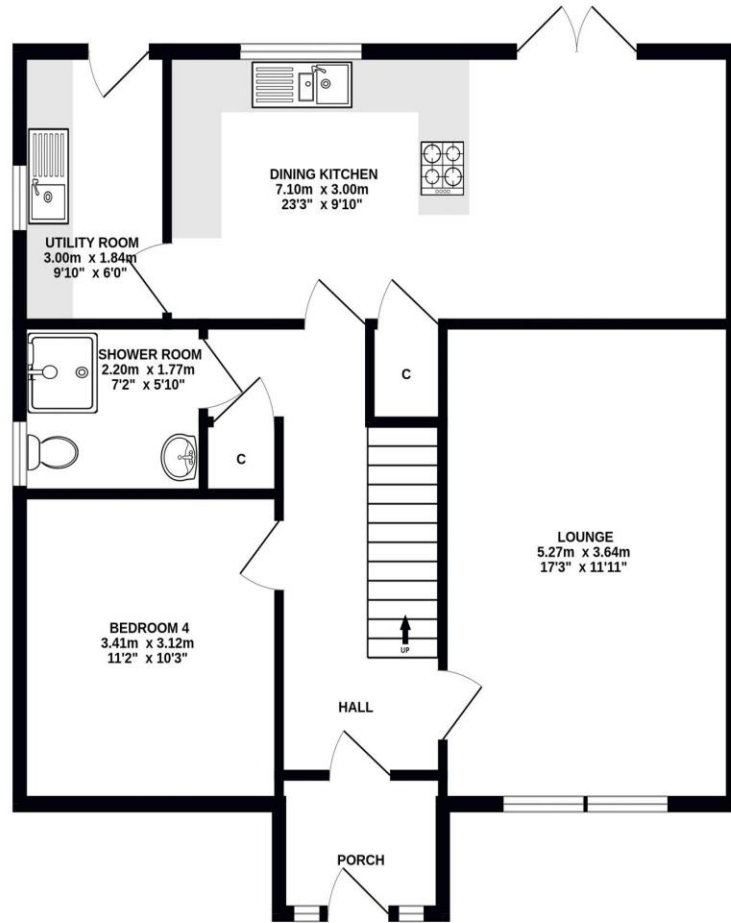 DINING KITCHEN
7.10m x 3.00m
23'3" x 9'10"
UTILITY ROOM
3.00m x 1.84m
9'10" x 6'0"
SHOWER ROOM
2.20m x 1.77m
7'2" x 5'10"
C
C
LOUNGE
5.27m x 3.64m
17'3" x 11'11"
BEDROOM 4
3.41m x 3.12m
11'2" x 10'3"
UP
HALL
PORCH